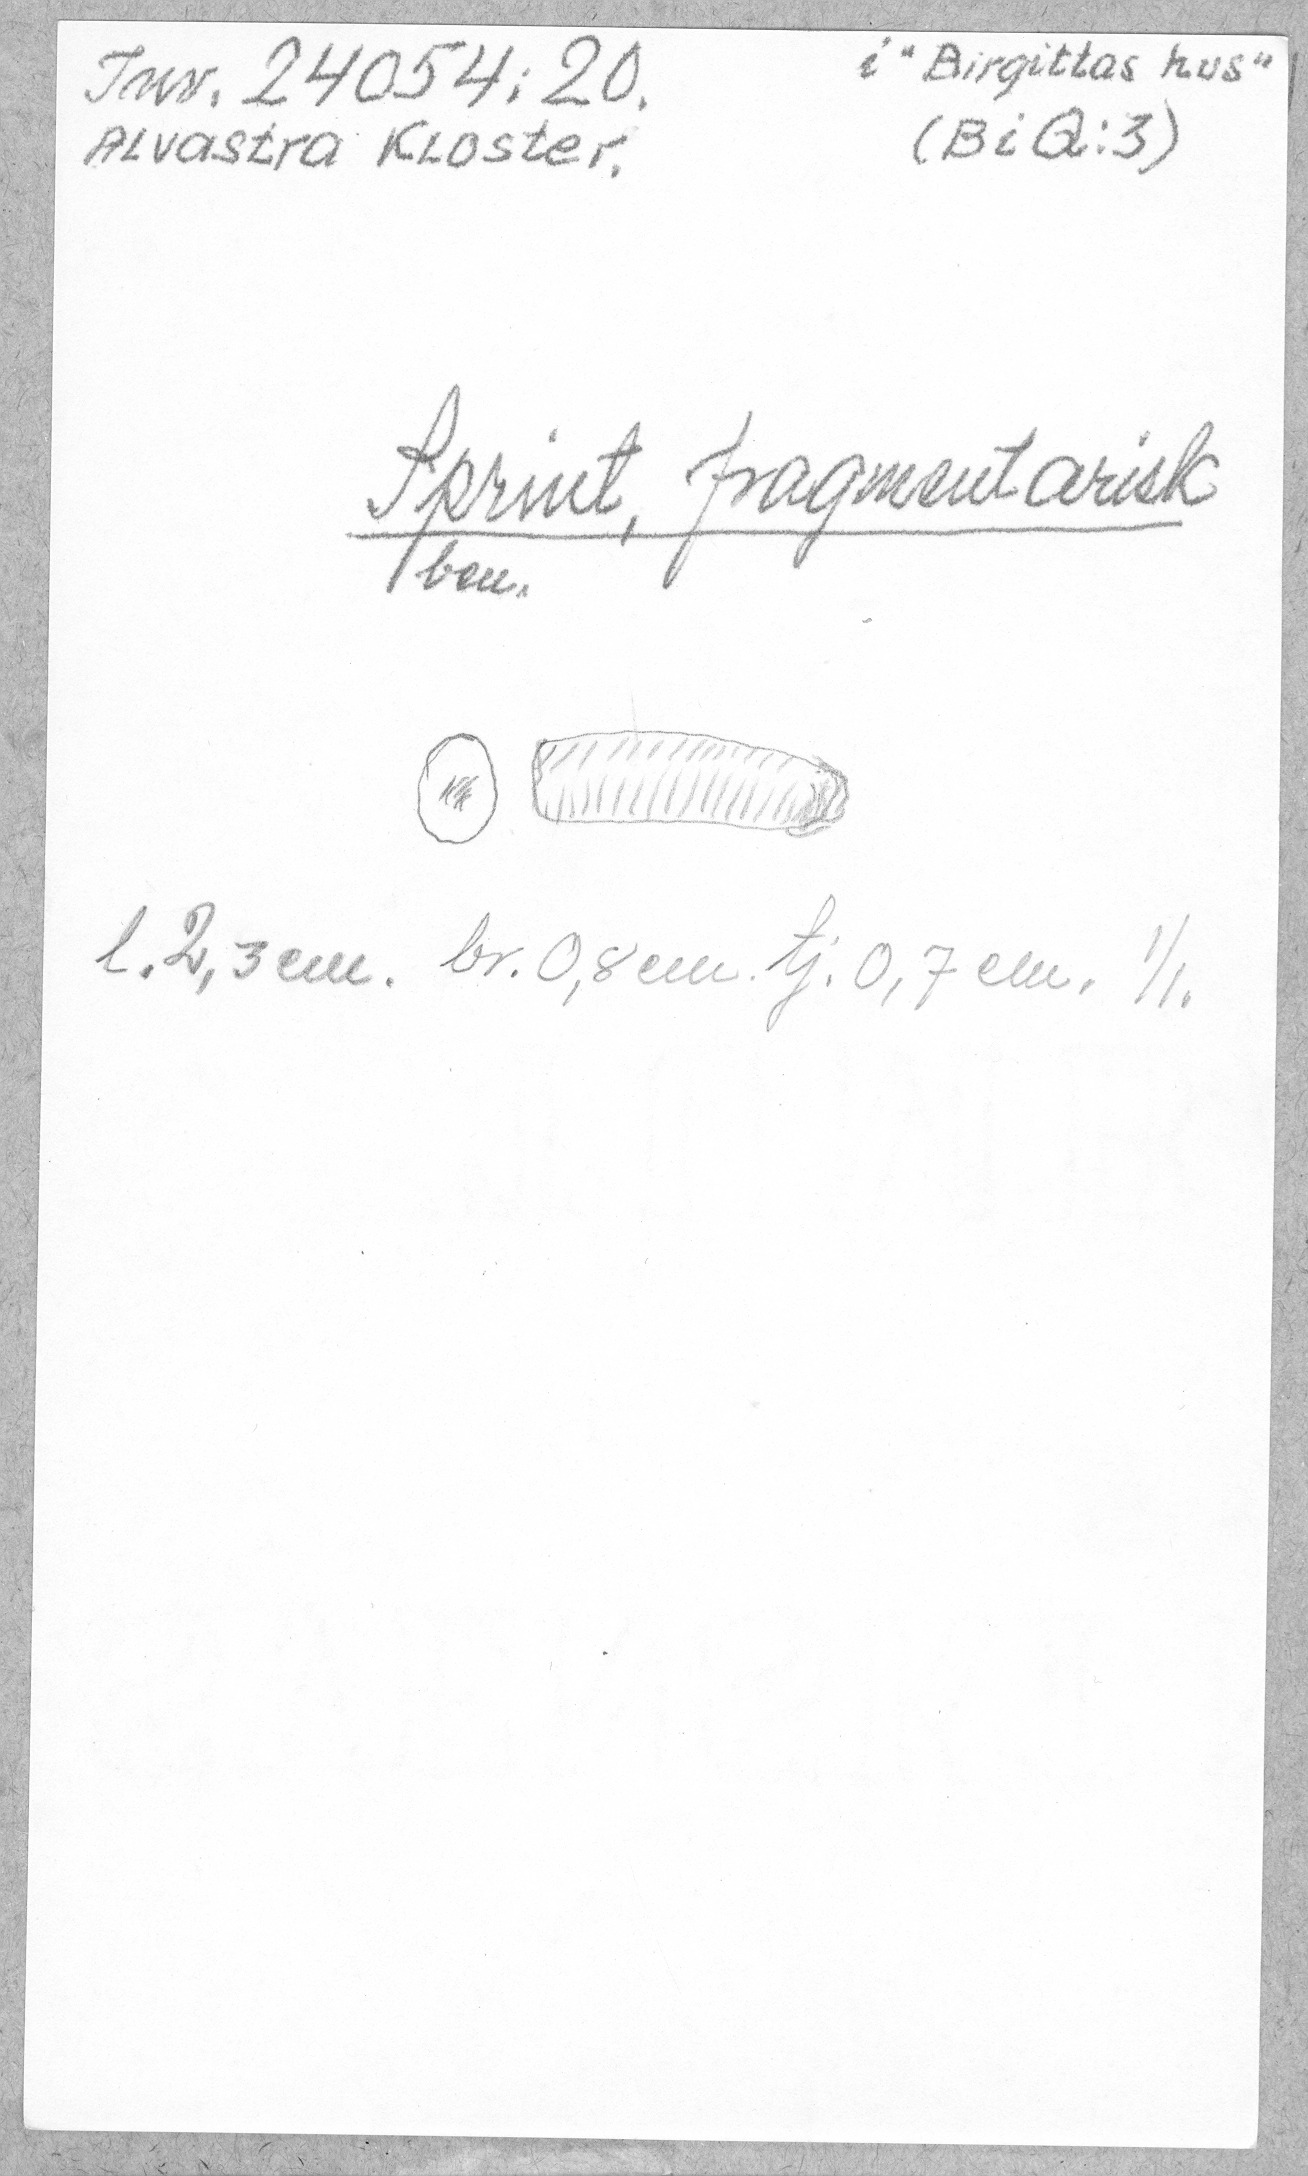 Inv. 24054:20.
Alvastra Kloster.
i "Birgittas hus"
(Bi Q:3)
Sprint, fragmentarisk
ben.
l. 2,3 cm. br. 0,8 cm. tj. 0,7 cm. 1/1.